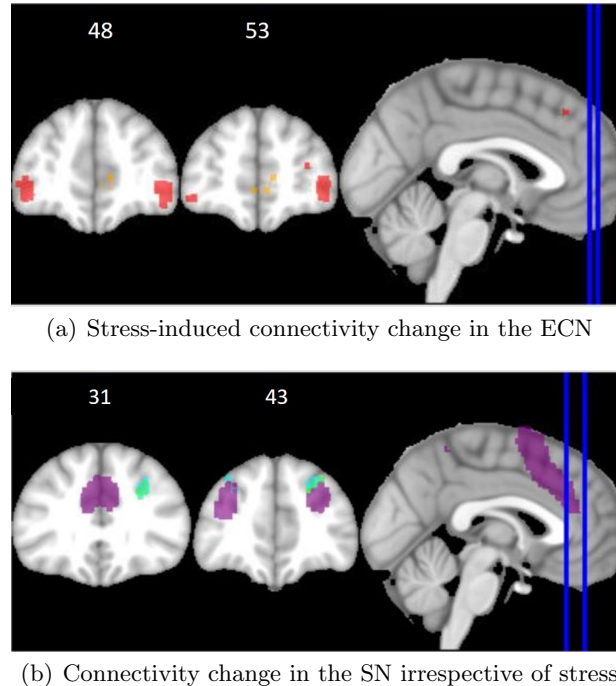 48 53
(a) Stress-induced connectivity change in the ECN
31 43
(b) Connectivity change in the SN irrespective of stress